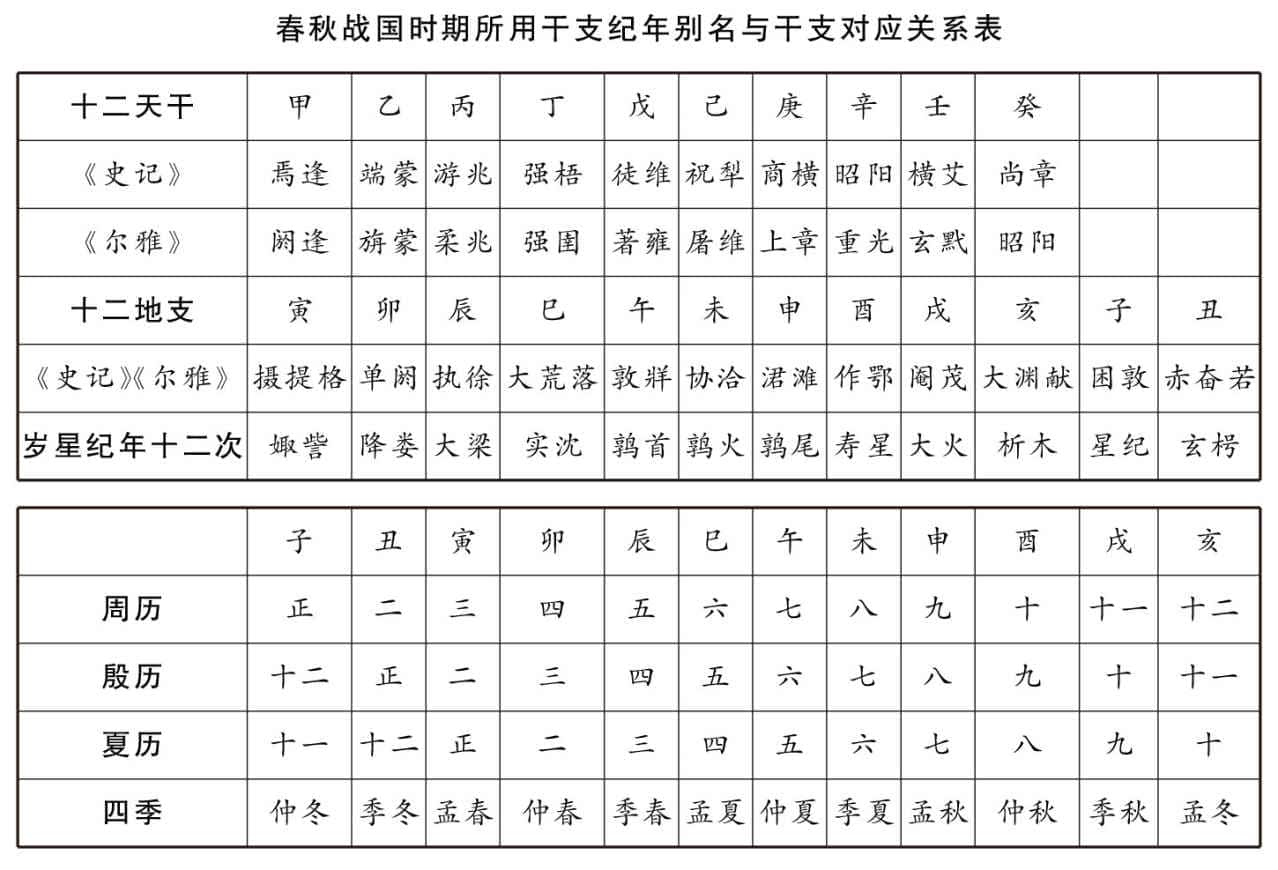 春秋战国时期所用干支纪年别名与干支对应关系表
十二天干 甲 乙 丙 丁 戊 己 庚 辛 壬 癸
《史记》 焉逢 端蒙 游兆 强梧 徒维 祝犁 商横 昭阳 横艾 尚章
《尔雅》 阏逢 旃蒙 柔兆 强圉 著雍 屠维 上章 重光 玄黓 昭阳
十二地支 寅 卯 辰 巳 午 未 申 酉 戌 亥 子 丑
《史记》《尔雅》 摄提格 单阏 执徐 大荒落 敦牂 协洽 涒滩 作鄂 阉茂 大渊献 困敦 赤奋若
岁星纪年十二次 娵訾 降娄 大梁 实沈 鹑首 鹑火 鹑尾 寿星 大火 析木 星纪 玄枵
子 丑 寅 卯 辰 巳 午 未 申 酉 戌 亥
周历 正 二 三 四 五 六 七 八 九 十 十一 十二
殷历 十二 正 二 三 四 五 六 七 八 九 十 十一
夏历 十一 十二 正 二 三 四 五 六 七 八 九 十
四季 仲冬 季冬 孟春 仲春 季春 孟夏 仲夏 季夏 孟秋 仲秋 季秋 孟冬